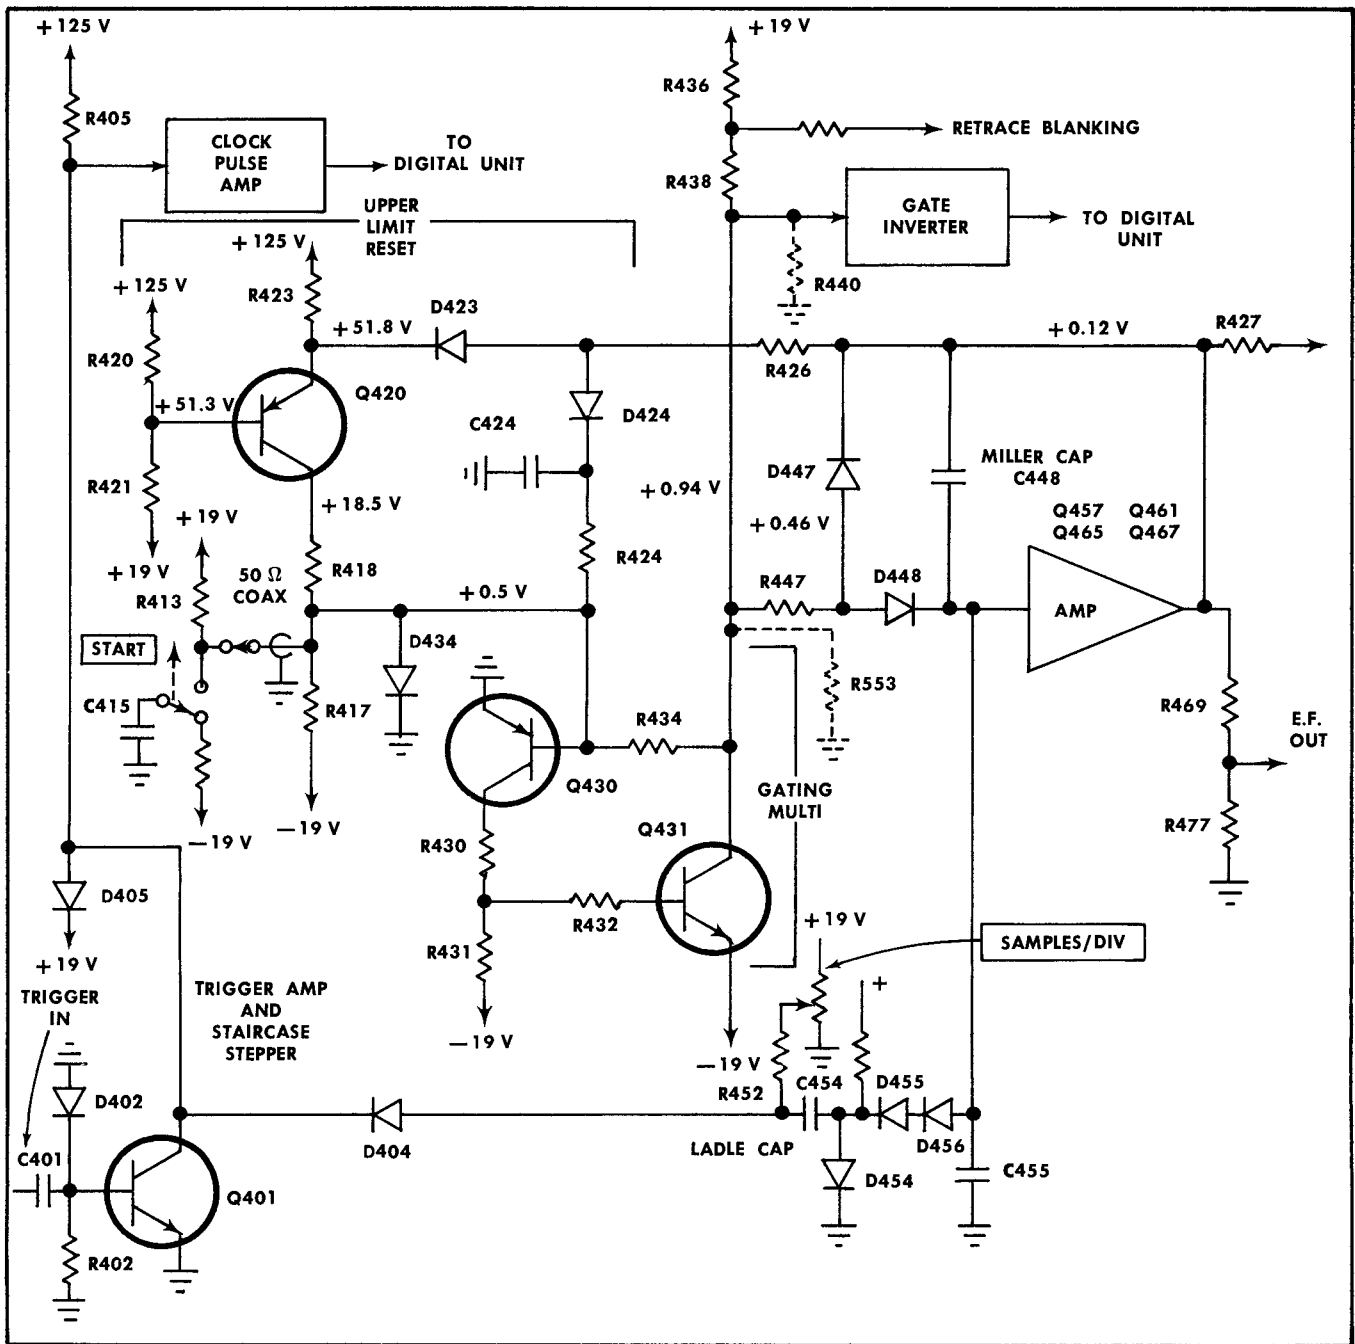 + 125 V
+ 19 V
R436
R405
RETRACE BLANKING
CLOCK
PULSE
AMP
TO
DIGITAL UNIT
R438
GATE
INVERTER
TO DIGITAL
UNIT
UPPER
LIMIT
RESET
+ 125 V
R440
+ 125 V
R423
D423
+ 51.8 V
+ 0.12 V
R427
R420
R426
Q420
+ 51.3 V
D424
C424
MILLER CAP
C448
D447
R421
+ 0.94 V
+ 18.5 V
+ 0.46 V
Q457 Q461
Q465 Q467
+ 19 V
+ 19 V
R424
R418
R413
50 Ω
COAX
R447
D448
+ 0.5 V
AMP
START
D434
R553
C415
R417
R434
R469
E.F.
OUT
Q430
GATING
MULTI
— 19 V
— 19 V
Q431
R477
R430
D405
R432
+ 19 V
SAMPLES/DIV
R431
+ 19 V
TRIGGER
IN
TRIGGER AMP
AND
STAIRCASE
STEPPER
+
— 19 V
— 19 V
R452
C454
D455
D402
D404
LADLE CAP
D456
C401
D454
C455
Q401
R402